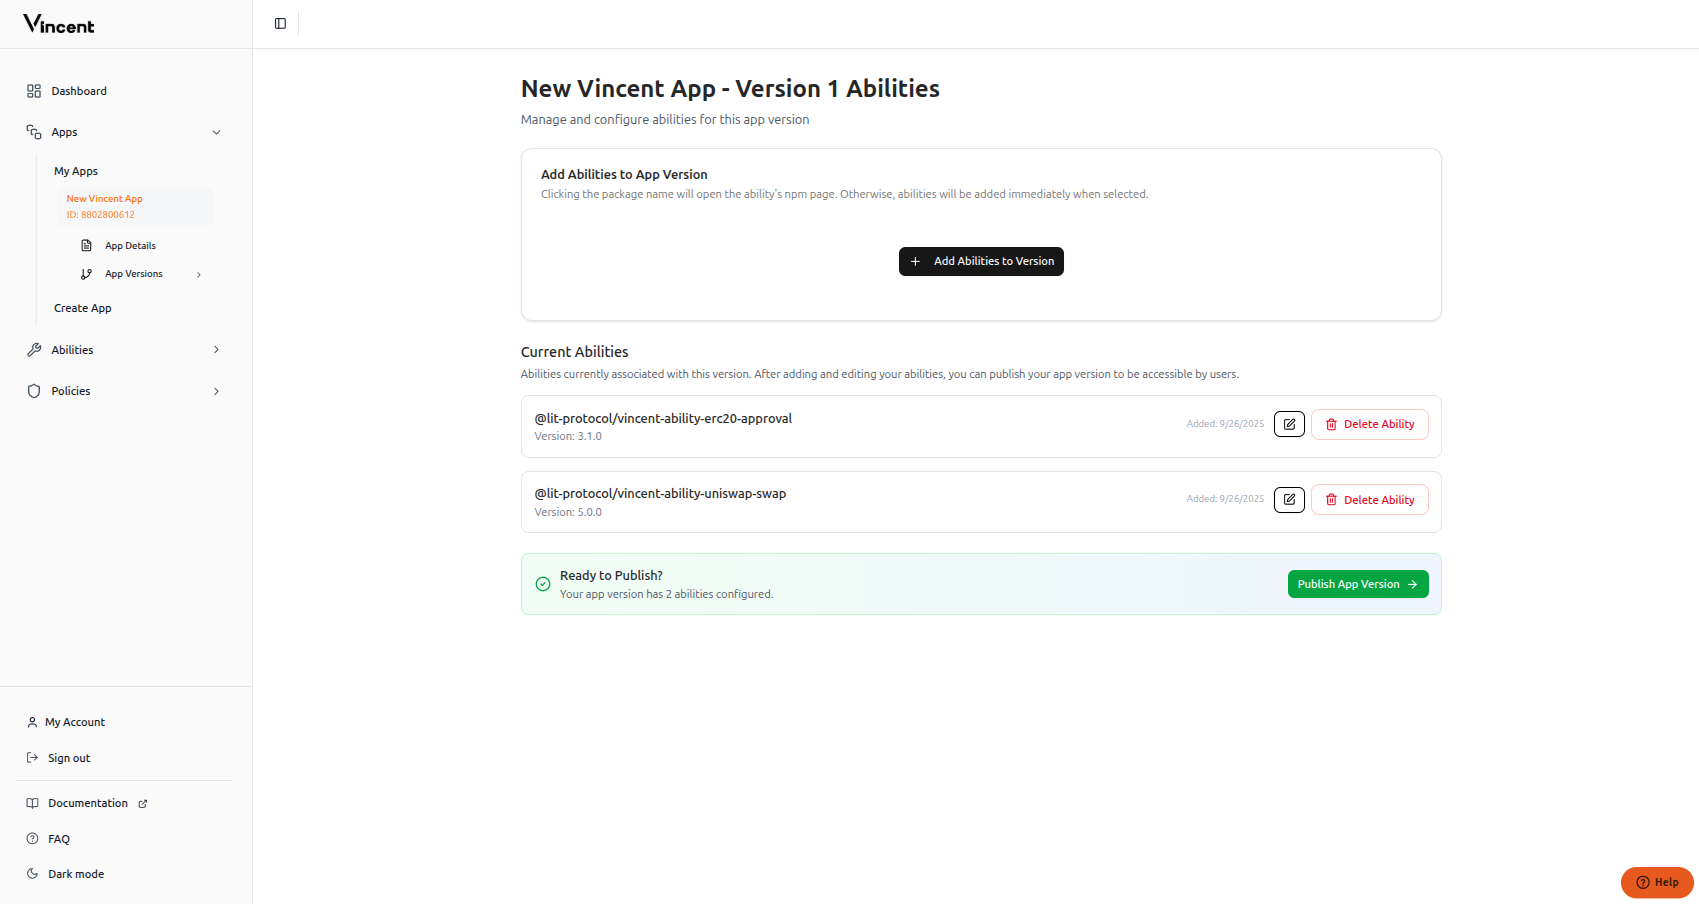 Vincent
Dashboard
Apps
My Apps
New Vincent App
ID: 8802800612
App Details
App Versions
Create App
Abilities
Policies
My Account
Sign out
Documentation
FAQ
Dark mode
New Vincent App - Version 1 Abilities
Manage and configure abilities for this app version
Add Abilities to App Version
Clicking the package name will open the ability's npm page. Otherwise, abilities will be added immediately when selected.
Add Abilities to Version
Current Abilities
Abilities currently associated with this version. After adding and editing your abilities, you can publish your app version to be accessible by users.
@lit-protocol/vincent-ability-erc20-approval
Version: 3.1.0
Added: 9/26/2025
Delete Ability
@lit-protocol/vincent-ability-uniswap-swap
Version: 5.0.0
Added: 9/26/2025
Delete Ability
Ready to Publish?
Your app version has 2 abilities configured.
Publish App Version
Help